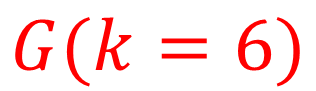 G(k = 6)